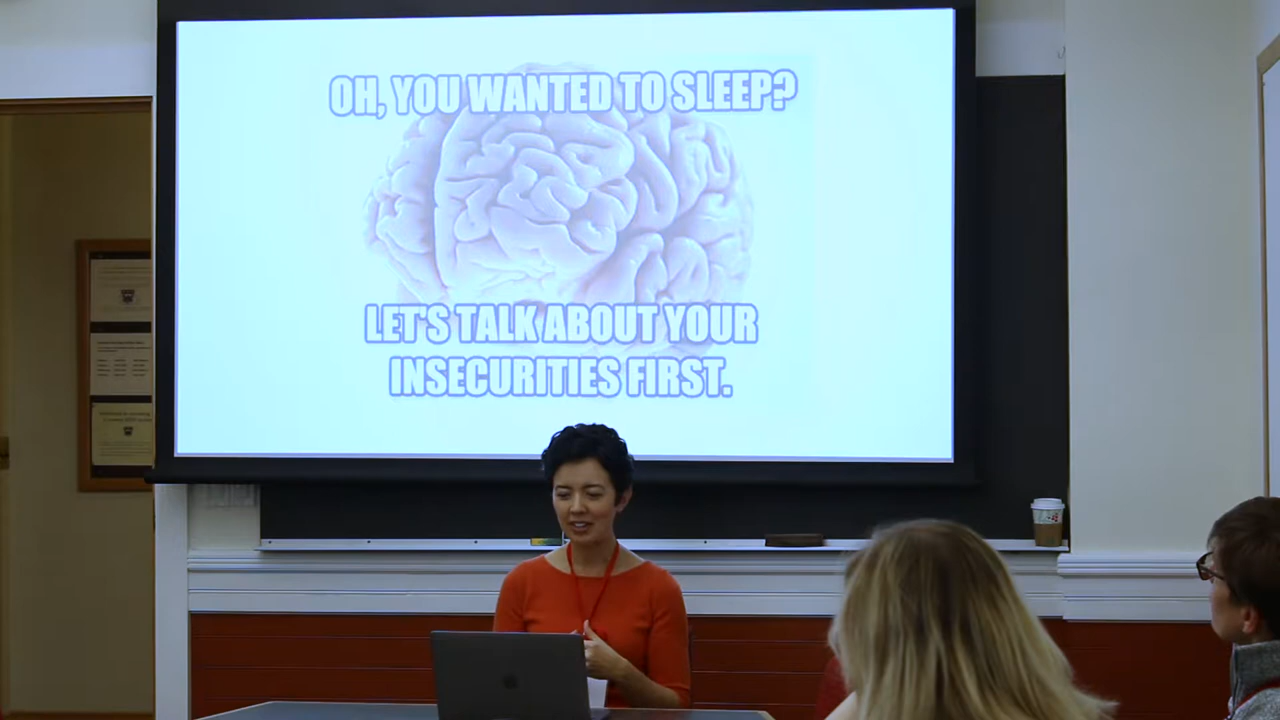 OH, YOU WANTED TO SLEEP?
LET'S TALK ABOUT YOUR
INSECURITIES FIRST.